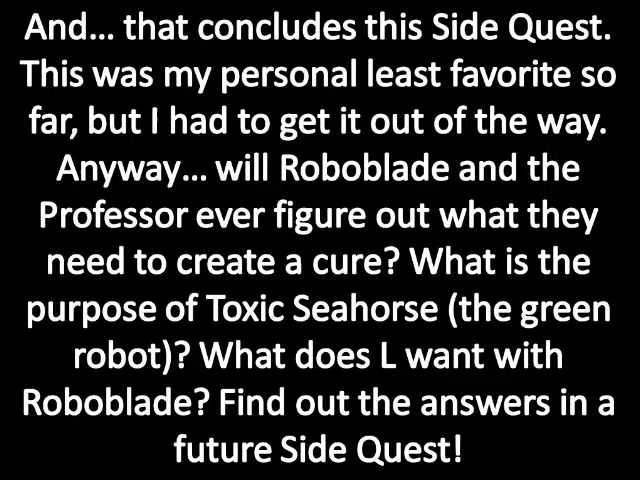 And... that concludes this Side Quest.
This was my personal least favorite so
far, but I had to get it out of the way.
Anyway... will Roboblade and the
Professor ever figure out what they
need to create a cure? What is the
purpose of Toxic Seahorse (the green
robot)? What does L want with
Roboblade? Find out the answers in a
future Side Quest!